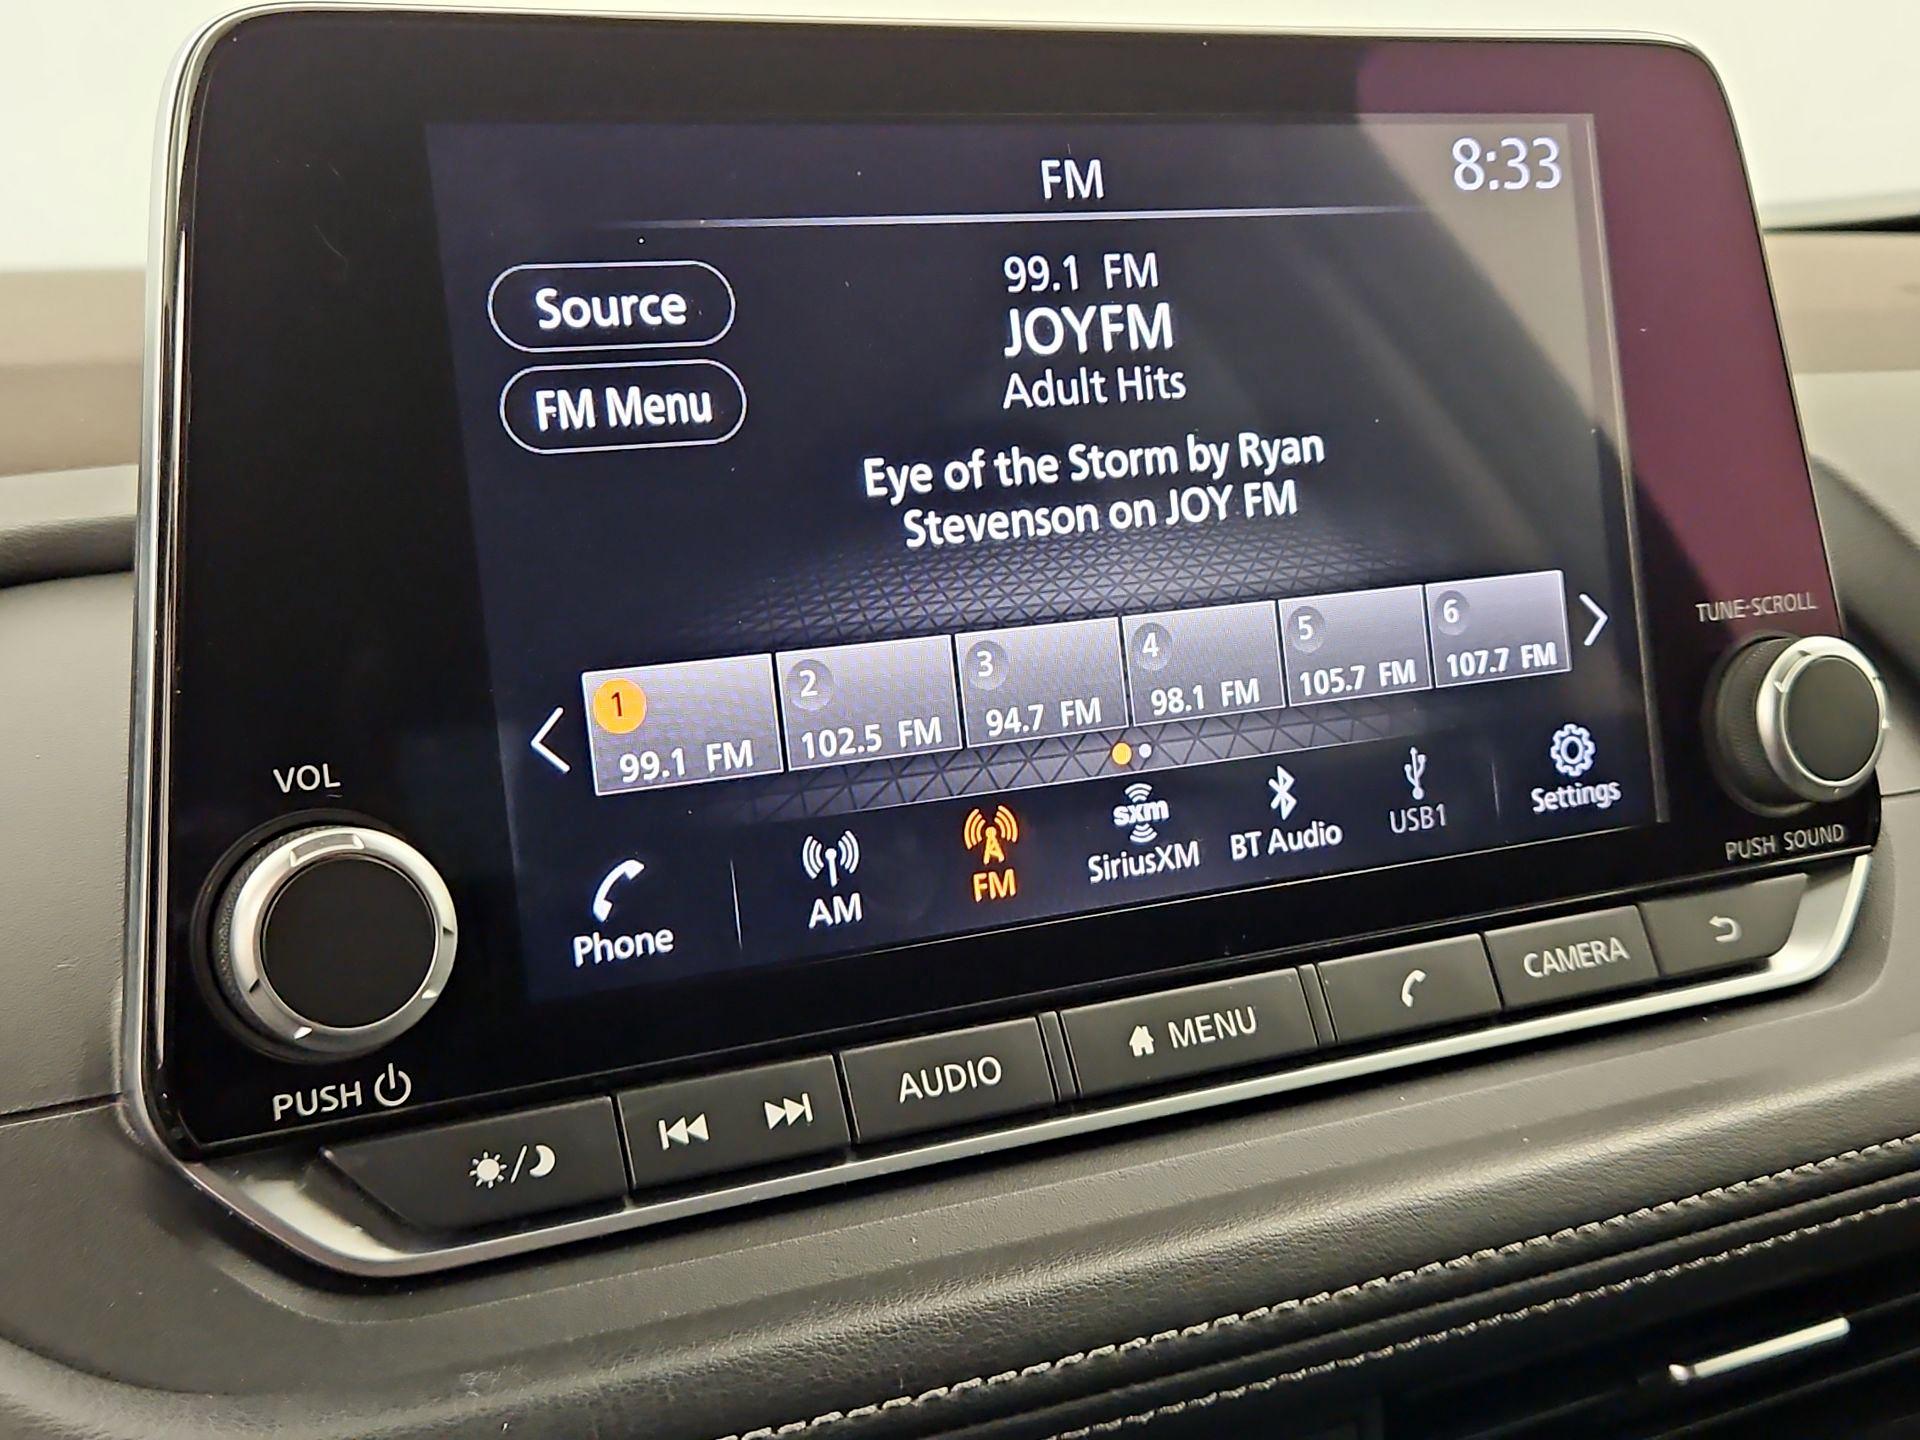 FM
8:33
Source
FM Menu
99.1 FM
JOYFM
Adult Hits
Eye of the Storm by Ryan
Stevenson on JOY FM
1
99.1 FM
2
102.5 FM
3
94.7 FM
4
98.1 FM
5
105.7 FM
6
107.7 FM
Phone
AM
FM
sxm
SiriusXM
BT Audio
USB1
Settings
VOL
PUSH
TUNE·SCROLL
PUSH SOUND
AUDIO
MENU
CAMERA